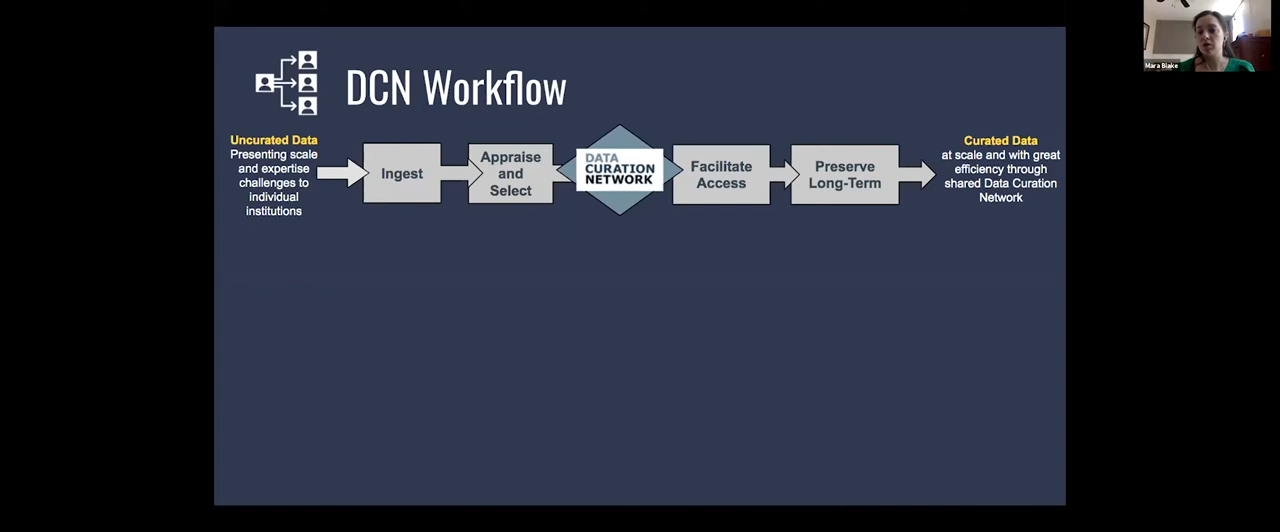 DCN Workflow
Uncurated Data
Presenting scale
and expertise
challenges to
individual
institutions
Ingest
Appraise
and
Select
DATA
CURATION
NETWORK
Facilitate
Access
Preserve
Long-Term
Curated Data
at scale and with great
efficiency through
shared Data Curation
Network
Mara Blake